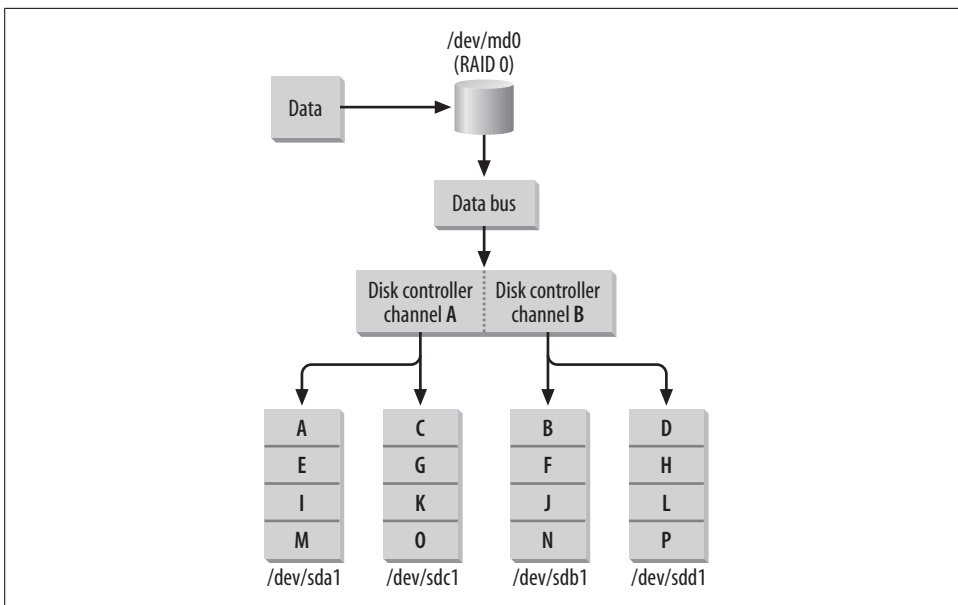 /dev/md0
(RAID 0)
Data
Data bus
Disk controller
channel A
Disk controller
channel B
A
E
I
M
/dev/sda1
C
G
K
O
/dev/sdc1
B
F
J
N
/dev/sdb1
D
H
L
P
/dev/sdd1